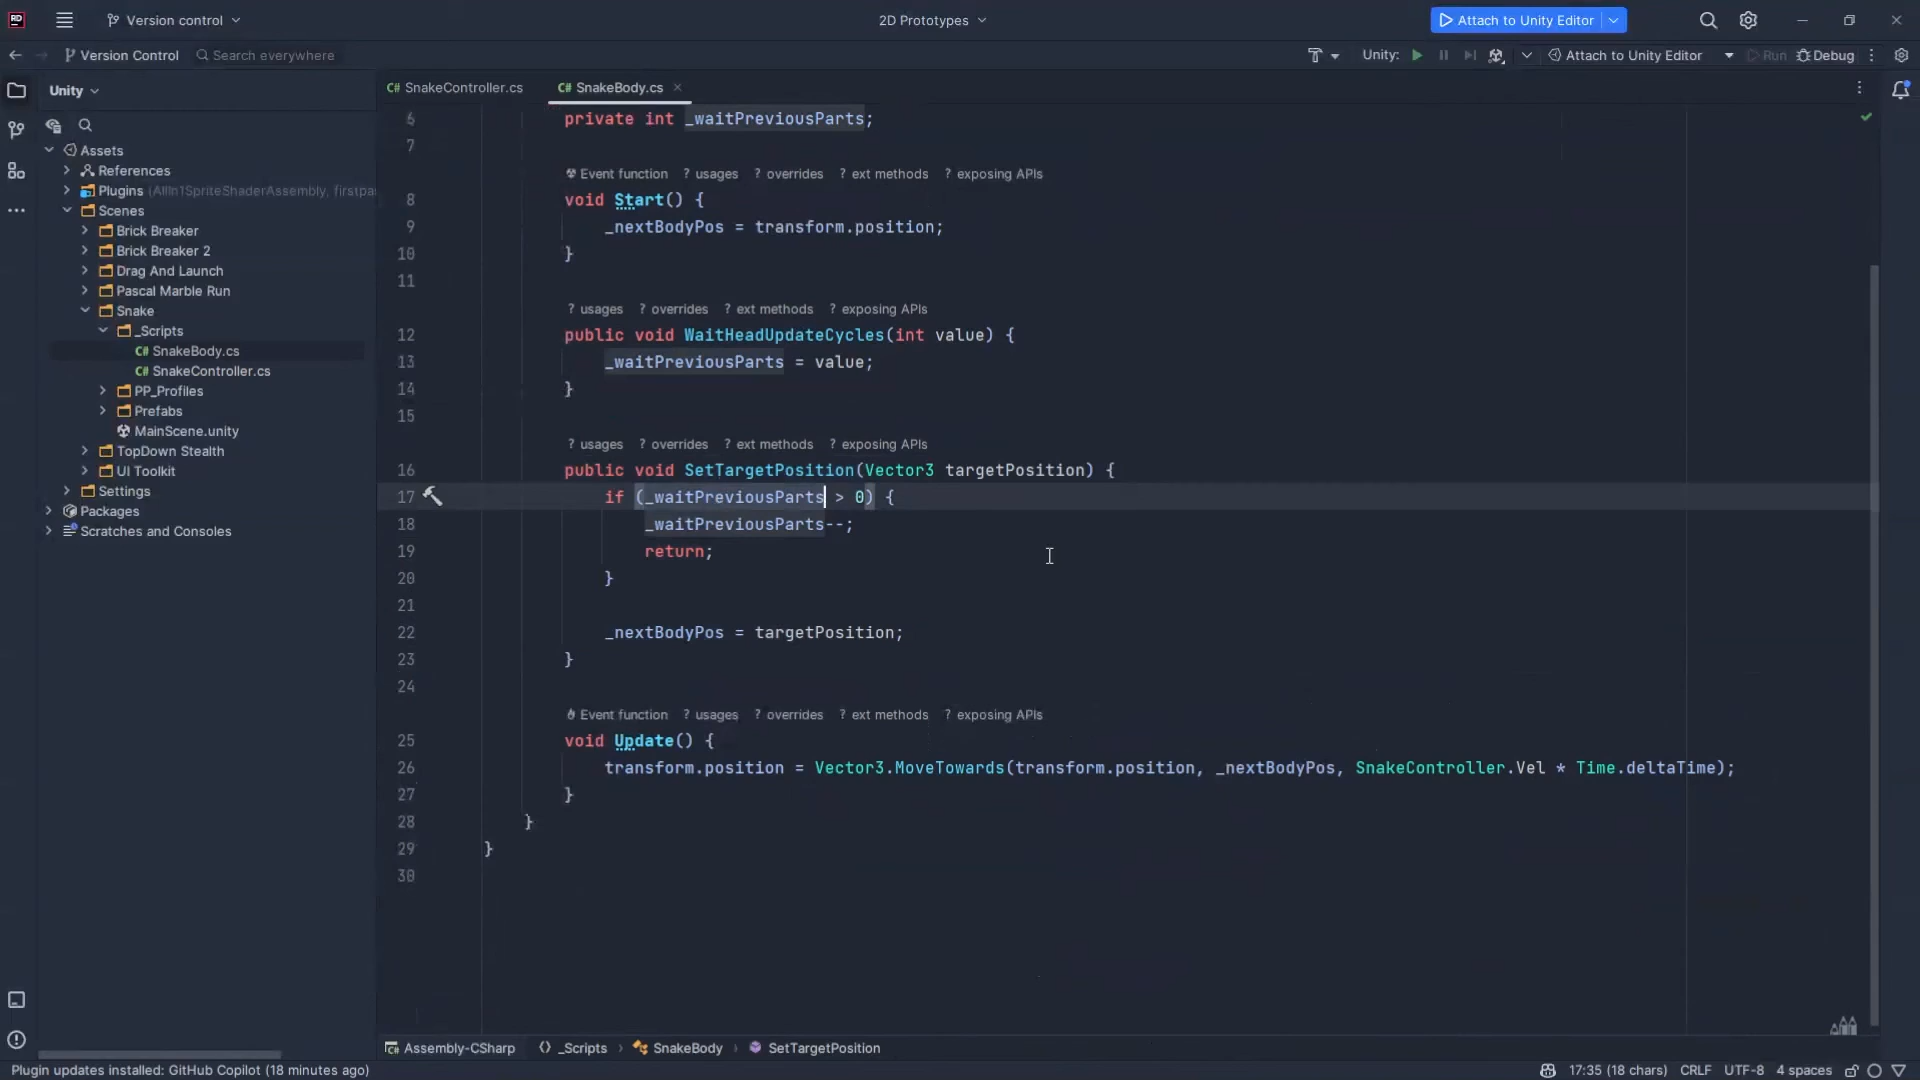 RD
Version control
2D Prototypes
Attach to Unity Editor
Version Control
Search everywhere
Unity:
Attach to Unity Editor
Run
Debug
Unity
C# SnakeController.cs
C# SnakeBody.cs
Assets
References
Plugins (AllIn1SpriteShaderAssembly, firstpa
Scenes
Brick Breaker
Brick Breaker 2
Drag And Launch
Pascal Marble Run
Snake
_Scripts
C# SnakeBody.cs
C# SnakeController.cs
PP_Profiles
Prefabs
MainScene.unity
TopDown Stealth
UI Toolkit
Settings
Packages
Scratches and Consoles
6 private int _waitPreviousParts;
7
Event function ? usages ? overrides ? ext methods ? exposing APIs
8 void Start() {
9 _nextBodyPos = transform.position;
10 }
11
? usages ? overrides ? ext methods ? exposing APIs
12 public void WaitHeadUpdateCycles(int value) {
13 _waitPreviousParts = value;
14 }
15
? usages ? overrides ? ext methods ? exposing APIs
16 public void SetTargetPosition(Vector3 targetPosition) {
17 if (_waitPreviousParts > 0) {
18 _waitPreviousParts--;
19 return;
20 }
21
22 _nextBodyPos = targetPosition;
23 }
24
Event function ? usages ? overrides ? ext methods ? exposing APIs
25 void Update() {
26 transform.position = Vector3.MoveTowards(transform.position, _nextBodyPos, SnakeController.Vel * Time.deltaTime);
27 }
28 }
29 }
30
Assembly-CSharp
_Scripts
SnakeBody
SetTargetPosition
Plugin updates installed: GitHub Copilot (18 minutes ago)
17:35 (18 chars) CRLF UTF-8 4 spaces